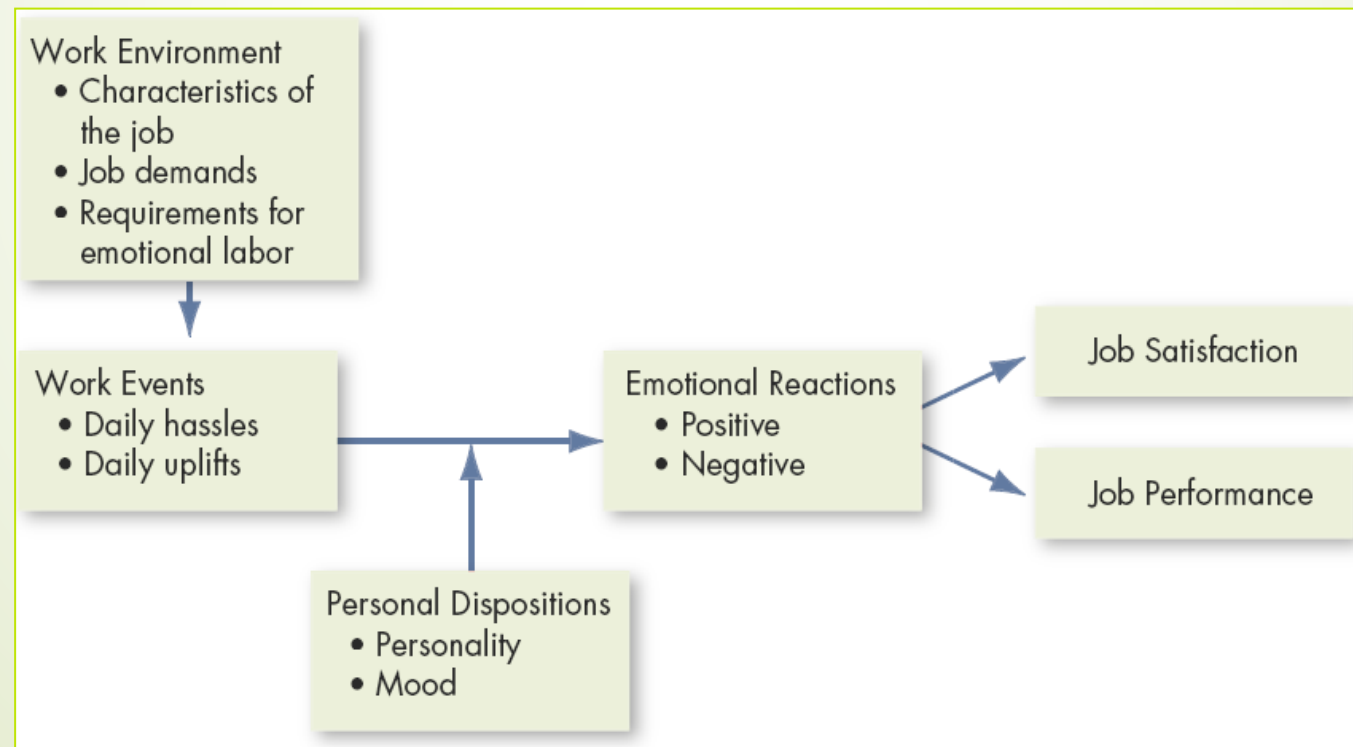 Work Environment
• Characteristics of
the job
• Job demands
• Requirements for
emotional labor
Work Events
• Daily hassles
• Daily uplifts
Emotional Reactions
• Positive
• Negative
Job Satisfaction
Job Performance
Personal Dispositions
• Personality
• Mood